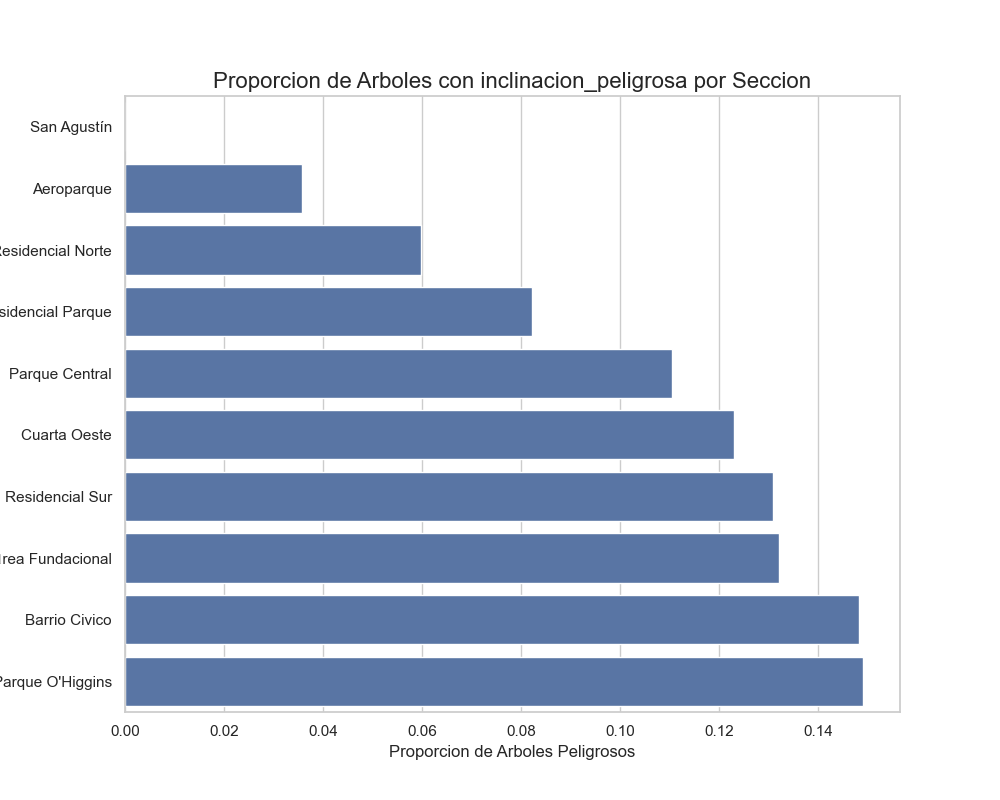 Proporcion de Arboles con inclinacion_peligrosa por Seccion
San Agustín
Aeroparque
Residencial Norte
sidencial Parque
Parque Central
Cuarta Oeste
Residencial Sur
rea Fundacional
Barrio Civico
Parque O'Higgins
0.00 0.02 0.04 0.06 0.08 0.10 0.12 0.14
Proporcion de Arboles Peligrosos